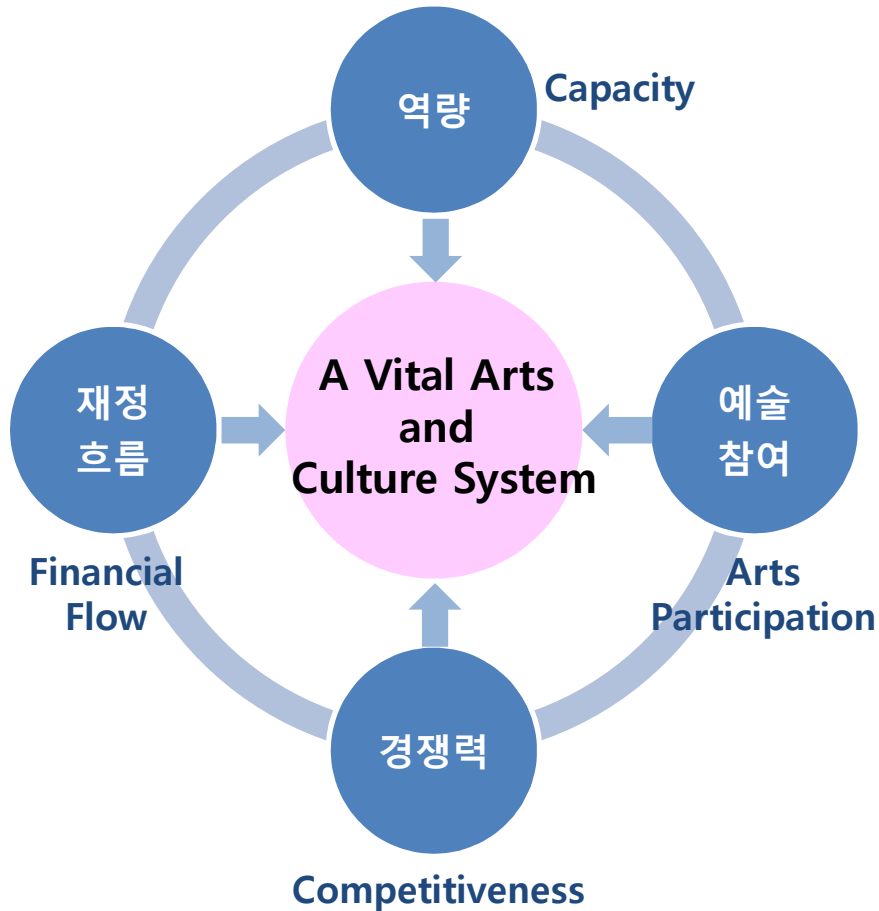 역량
Capacity
재정
흐름
Financial
Flow
A Vital Arts
and
Culture System
예술
참여
Arts
Participation
경쟁력
Competitiveness